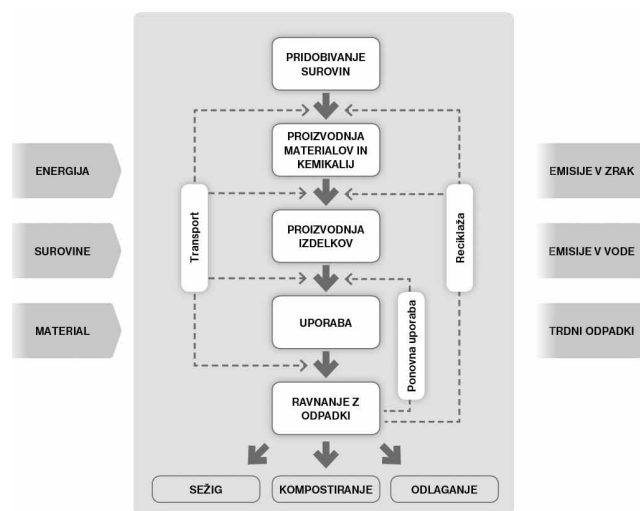 PRIDOBIVANJE
SUROVIN
PROIZVODNJA
MATERIALOV IN
KEMIKALIJ
ENERGIJA
EMISIJE V ZRAK
Transport
Reciklaža
PROIZVODNJA
IZDELKOV
SUROVINE
EMISIJE V VODE
UPORABA
Ponovna uporaba
MATERIAL
TRDNI ODPADKI
RAVNANJE Z
ODPADKI
SEŽIG
KOMPOSTIRANJE
ODLAGANJE